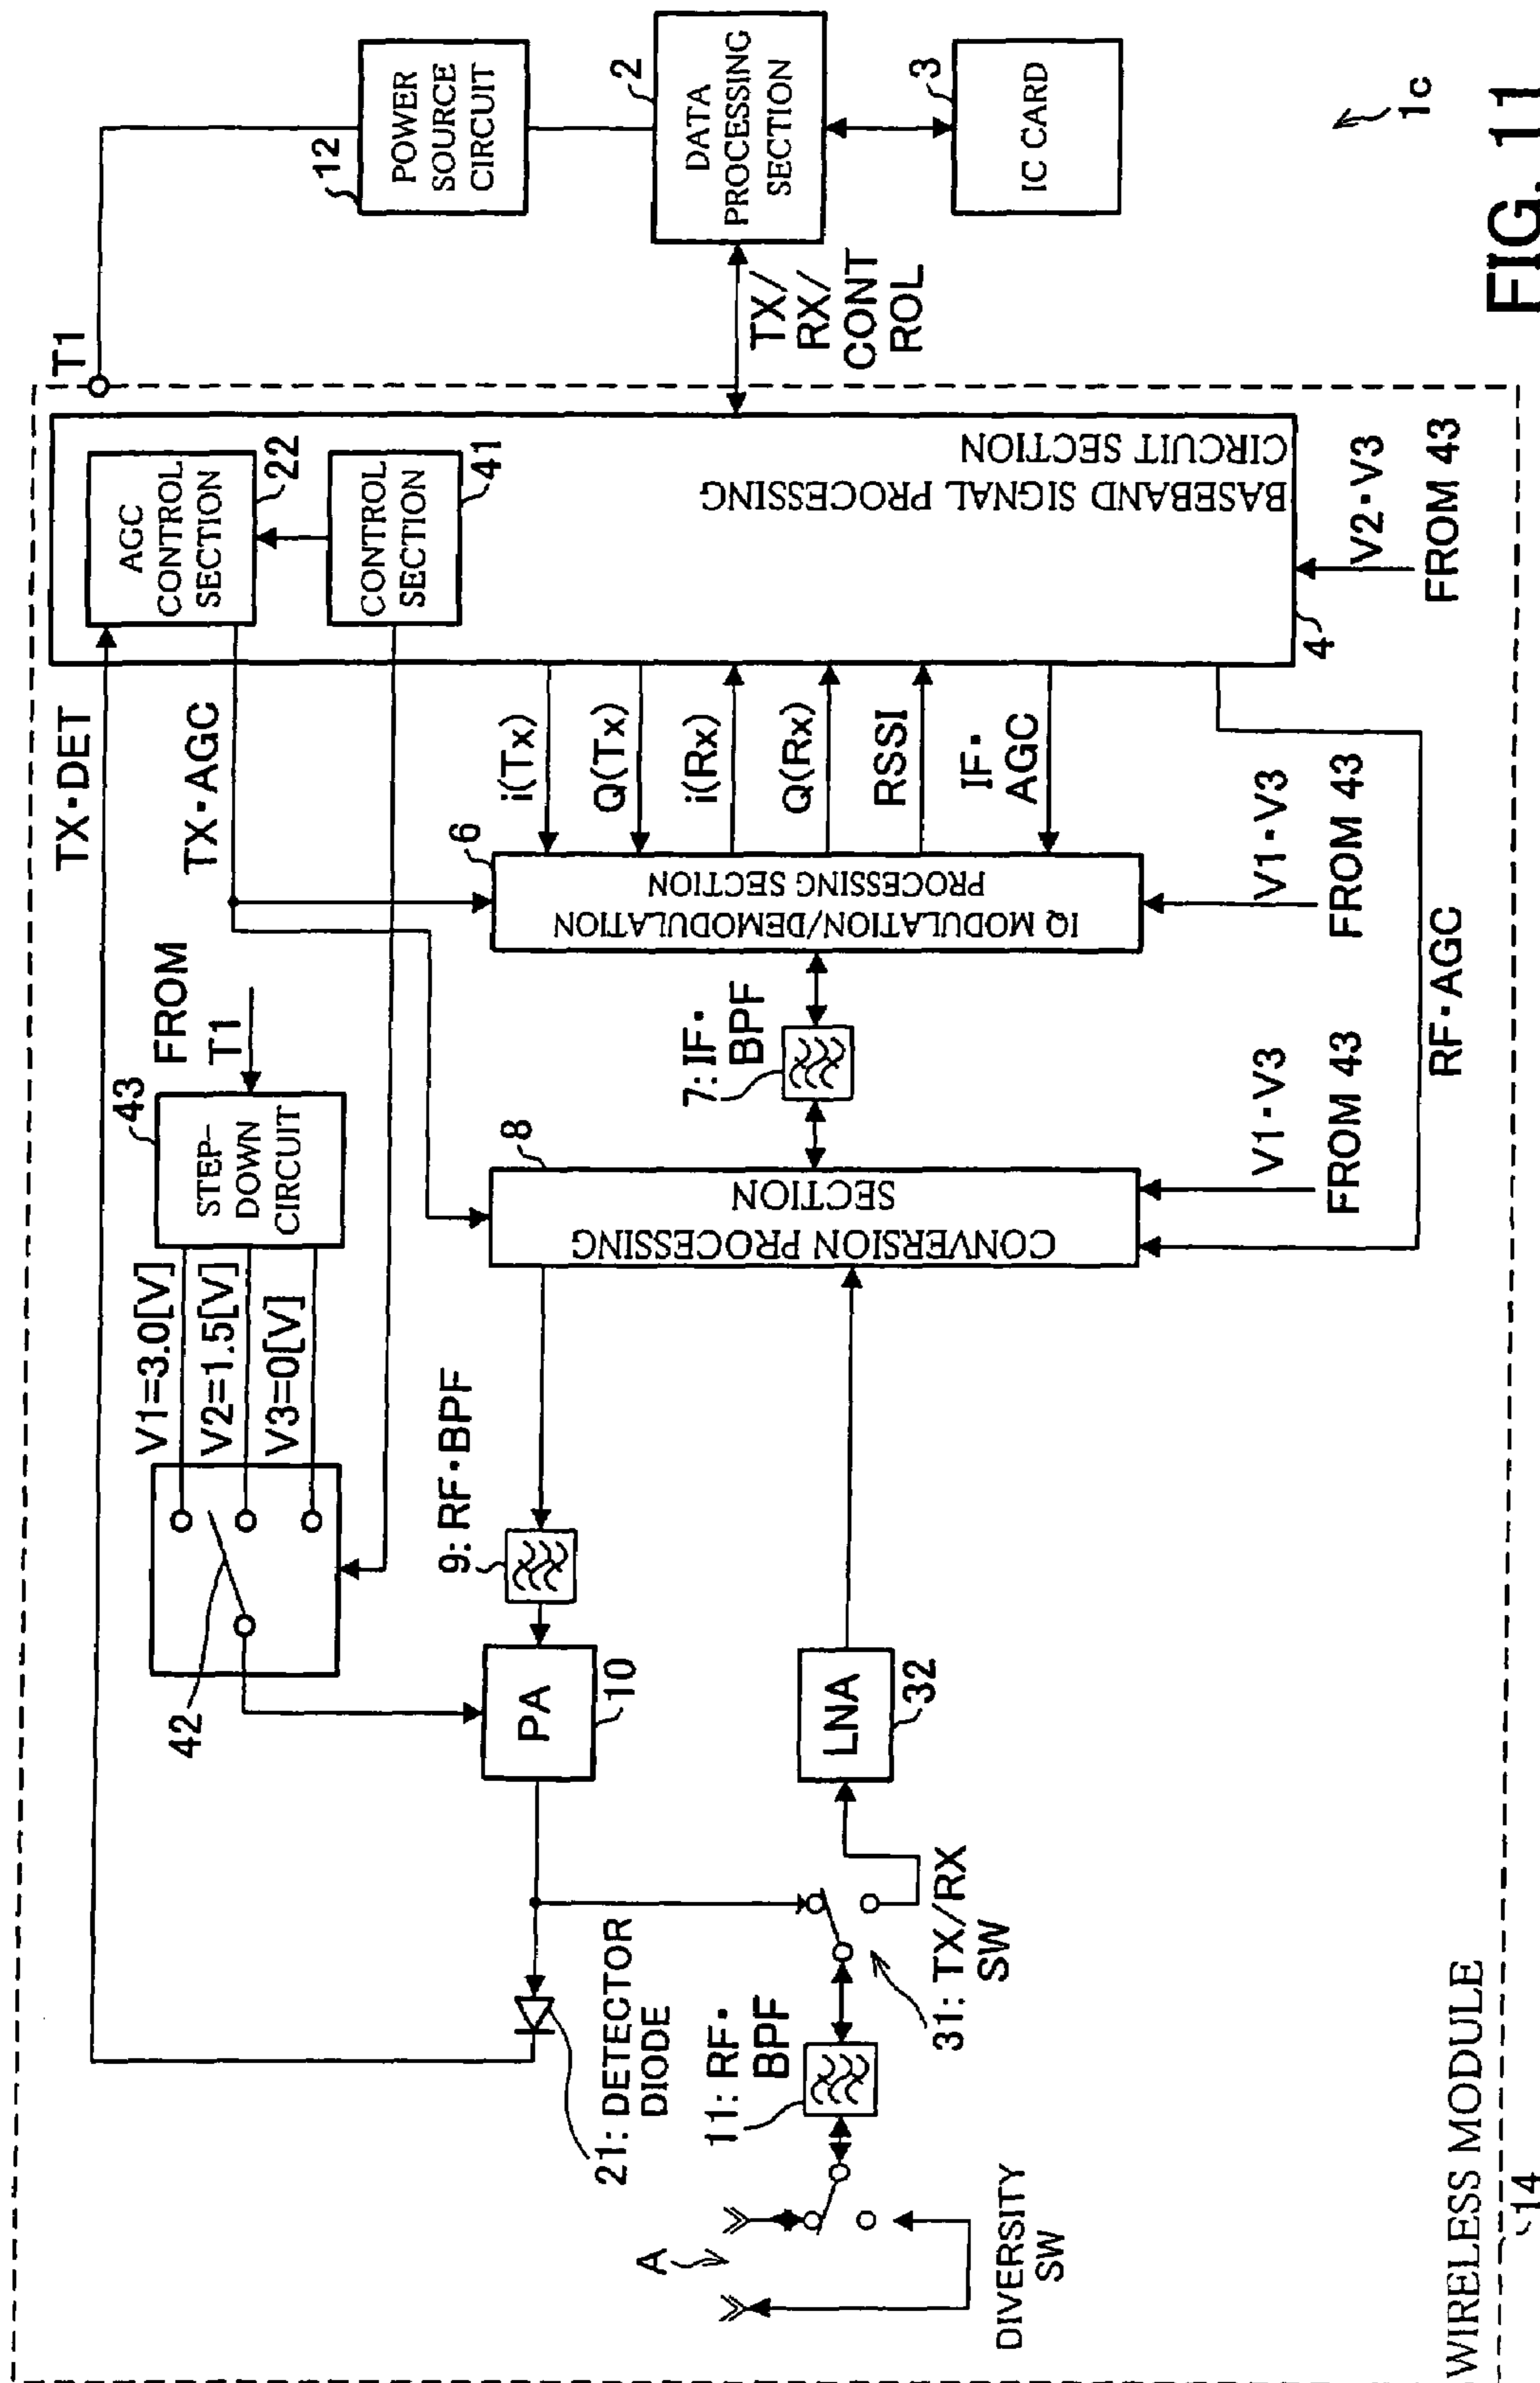 FIG. 11
1c
WIRELESS MODULE
14
T1
12
POWER
SOURCE
CIRCUIT
2
DATA
PROCESSING
SECTION
3
IC CARD
TX/
RX/
CONT
ROL
AGC
CONTROL
SECTION
22
CONTROL
SECTION
41
BASEBAND SIGNAL PROCESSING
CIRCUIT SECTION
4
V2·V3
FROM 43
TX·DET
TX·AGC
i(Tx)
Q(Tx)
i(Rx)
Q(Rx)
RSSI
IF·
AGC
6
IQ MODULATION/DEMODULATION
PROCESSING SECTION
V1·V3
FROM 43
RF·AGC
7: IF·
BPF
FROM
T1
43
STEP-
DOWN
CIRCUIT
8
CONVERSION PROCESSING
SECTION
V1·V3
FROM 43
V1=3.0[V]
V2=1.5[V]
V3=0[V]
42
9: RF·BPF
PA
10
LNA
32
21: DETECTOR
DIODE
31: TX/RX
SW
11: RF·
BPF
A
DIVERSITY
SW